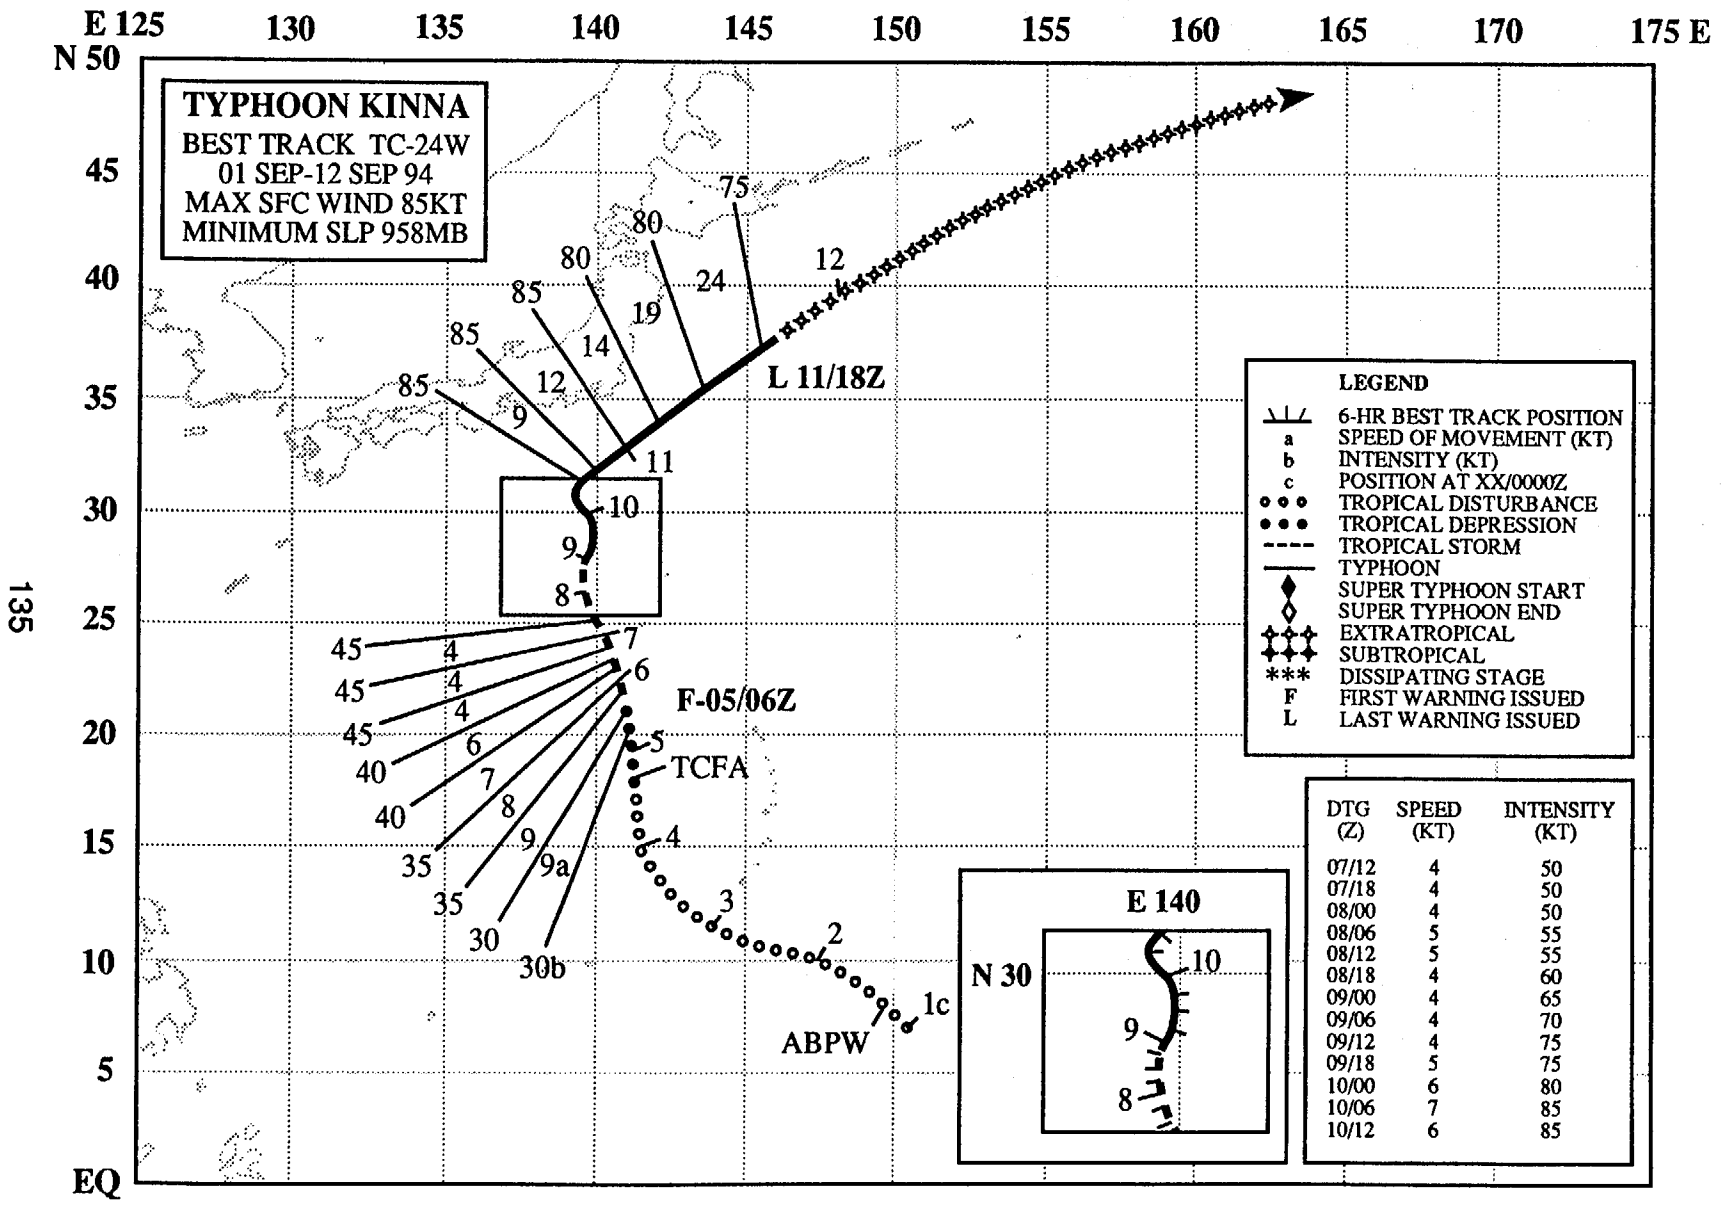 E 125 130 135 140 145 150 155 160 165 170 175 E
N 50
45
40
35
30
25
20
15
10
5
EQ
135
TYPHOON KINNA
BEST TRACK TC-24W
01 SEP-12 SEP 94
MAX SFC WIND 85KT
MINIMUM SLP 958MB
75
80
80
85
85
85
24
19
14
12
9
12
L 11/18Z
11
10
9
8
7
6
F-05/06Z
5
TCFA
4
3
2
1c
ABPW
45
45
45
40
40
35
35
30
30b
4
4
4
6
7
8
9
9a
LEGEND
6-HR BEST TRACK POSITION
a SPEED OF MOVEMENT (KT)
b INTENSITY (KT)
c POSITION AT XX/0000Z
TROPICAL DISTURBANCE
TROPICAL DEPRESSION
TROPICAL STORM
TYPHOON
SUPER TYPHOON START
SUPER TYPHOON END
EXTRATROPICAL
SUBTROPICAL
*** DISSIPATING STAGE
F FIRST WARNING ISSUED
L LAST WARNING ISSUED
E 140
N 30
10
9
8
DTG SPEED INTENSITY
(Z) (KT) (KT)
07/12 4 50
07/18 4 50
08/00 4 50
08/06 5 55
08/12 5 55
08/18 4 60
09/00 4 65
09/06 4 70
09/12 4 75
09/18 5 75
10/00 6 80
10/06 7 85
10/12 6 85